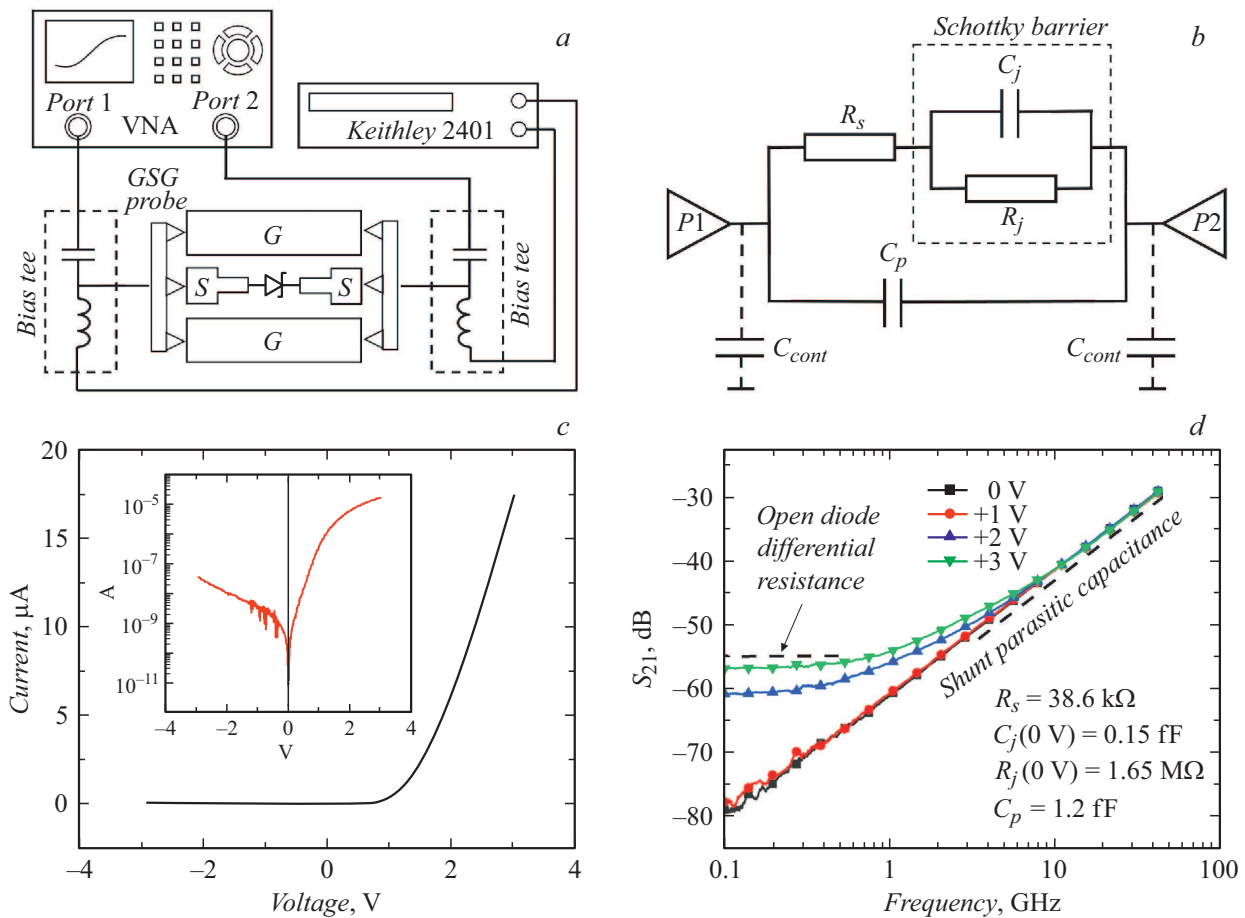 a
Port 1
Port 2
VNA
Keithley 2401
GSG
probe
Bias tee
G
S
S
G
Bias tee
b
Schottky barrier
C_j
R_s
R_j
P1
P2
C_p
C_cont
C_cont
c
20
15
10
5
0
Current, µA
–4
–2
0
2
4
Voltage, V
10^–5
10^–7
10^–9
10^–11
A
–4
–2
0
2
4
V
d
–30
–40
–50
–60
–70
–80
S_21, dB
0 V
+1 V
+2 V
+3 V
Open diode
differential
resistance
Shunt parasitic capacitance
R_s = 38.6 kΩ
C_j(0 V) = 0.15 fF
R_j(0 V) = 1.65 MΩ
C_p = 1.2 fF
0.1
1
10
100
Frequency, GHz